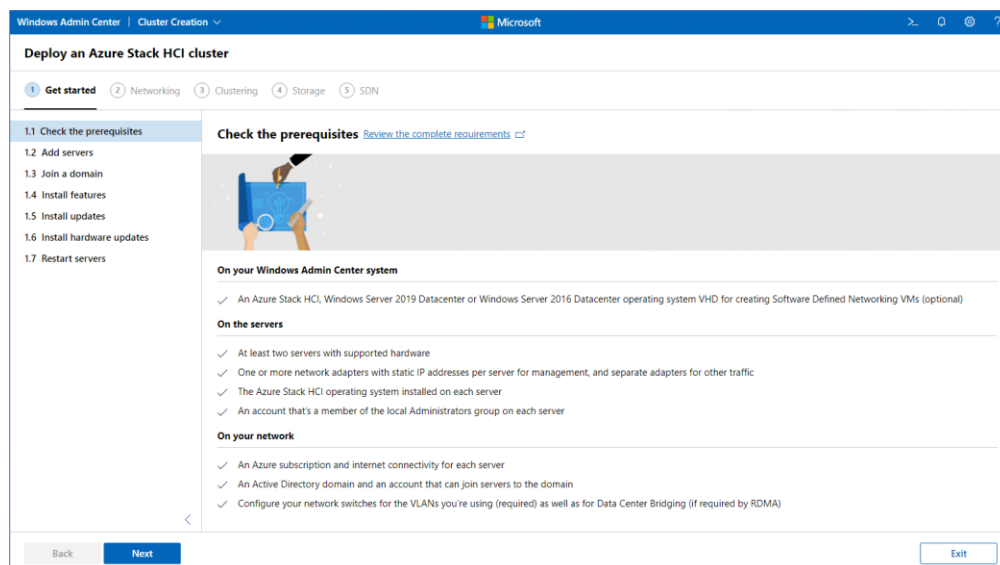 Windows Admin Center | Cluster Creation
Microsoft
Deploy an Azure Stack HCI cluster
1 Get started
2 Networking
3 Clustering
4 Storage
5 SDN
1.1 Check the prerequisites
1.2 Add servers
1.3 Join a domain
1.4 Install features
1.5 Install updates
1.6 Install hardware updates
1.7 Restart servers
Check the prerequisites Review the complete requirements
On your Windows Admin Center system
An Azure Stack HCI, Windows Server 2019 Datacenter or Windows Server 2016 Datacenter operating system VHD for creating Software Defined Networking VMs (optional)
On the servers
At least two servers with supported hardware
One or more network adapters with static IP addresses per server for management, and separate adapters for other traffic
The Azure Stack HCI operating system installed on each server
An account that's a member of the local Administrators group on each server
On your network
An Azure subscription and internet connectivity for each server
An Active Directory domain and an account that can join servers to the domain
Configure your network switches for the VLANs you're using (required) as well as for Data Center Bridging (if required by RDMA)
Back
Next
Exit